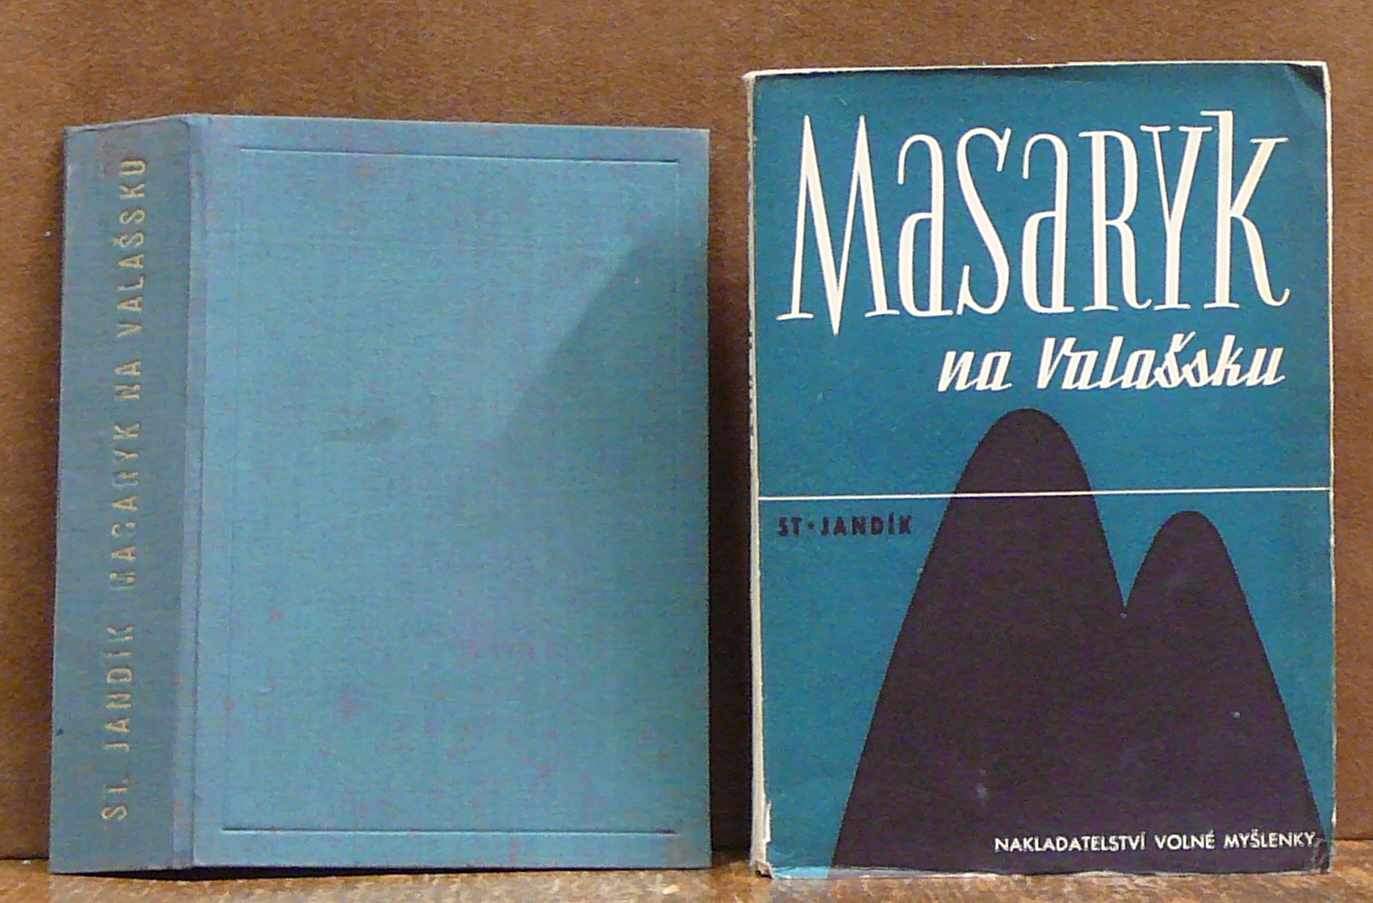 ST. JANDÍK MASARYK NA VALAŠSKU
Masaryk
na Valašsku
ST • JANDÍK
NAKLADATELSTVÍ VOLNÉ MYŠLENKY